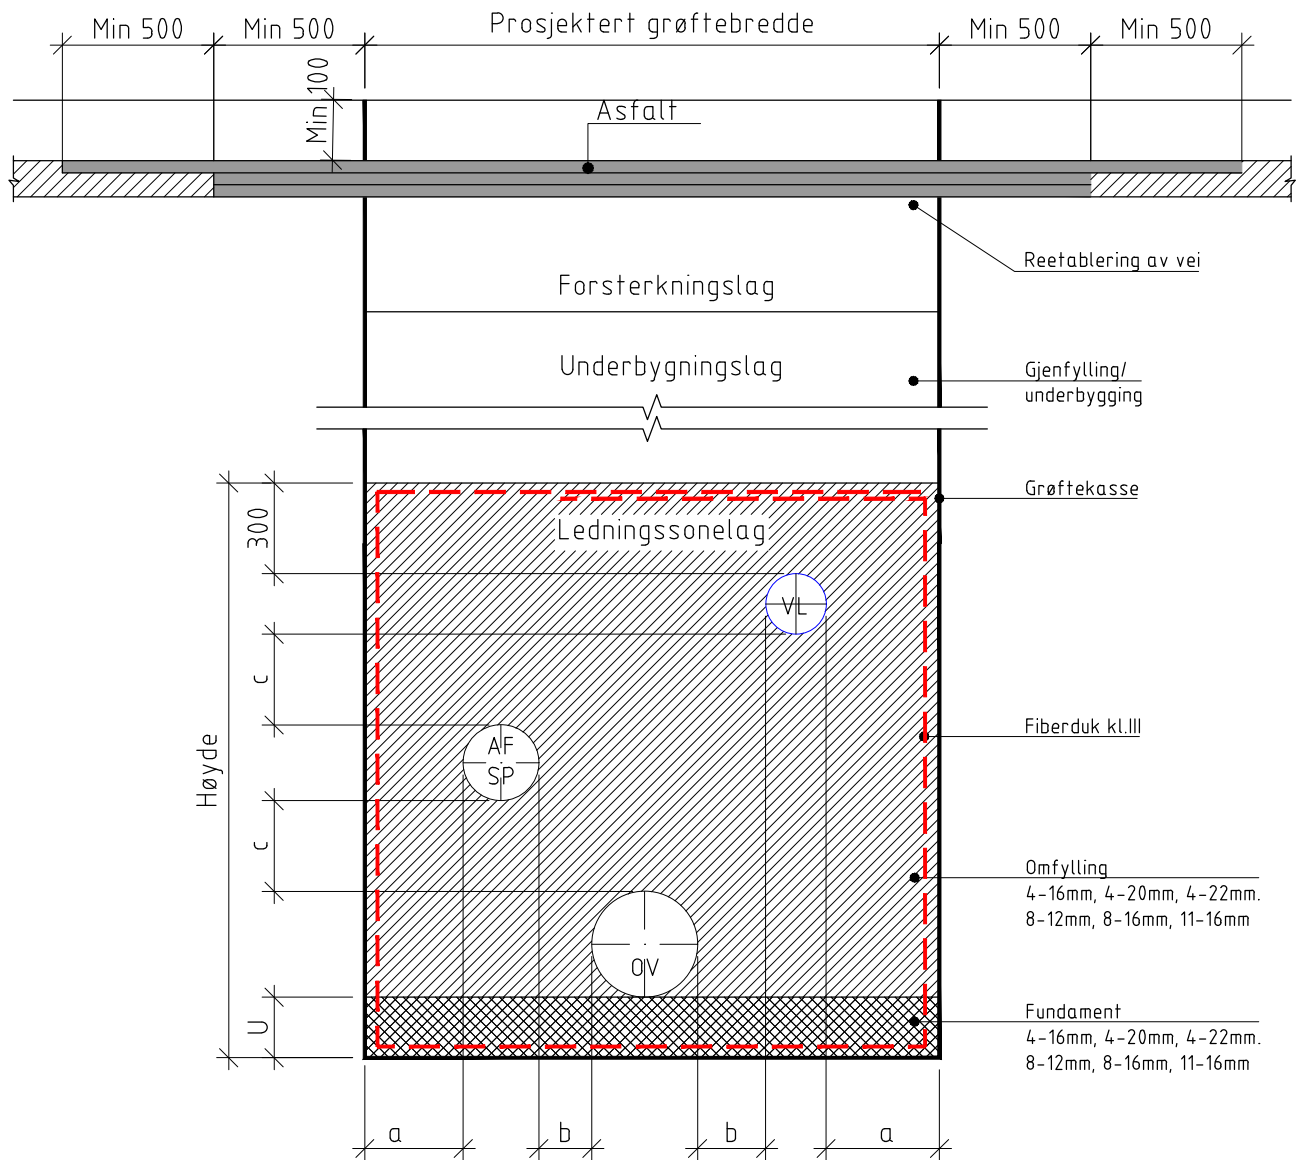 Min 500
Min 500
Prosjektert grøftebredde
Min 500
Min 500
Min 100
Asfalt
Reetablering av vei
Forsterkningslag
Underbygningslag
Gjenfylling/
underbygging
Grøftekasse
300
Ledningssonelag
VL
c
AF
SP
Fiberduk kl.III
Høyde
c
Omfylling
4-16mm, 4-20mm, 4-22mm.
8-12mm, 8-16mm, 11-16mm
OV
U
Fundament
4-16mm, 4-20mm, 4-22mm.
8-12mm, 8-16mm, 11-16mm
a
b
b
a